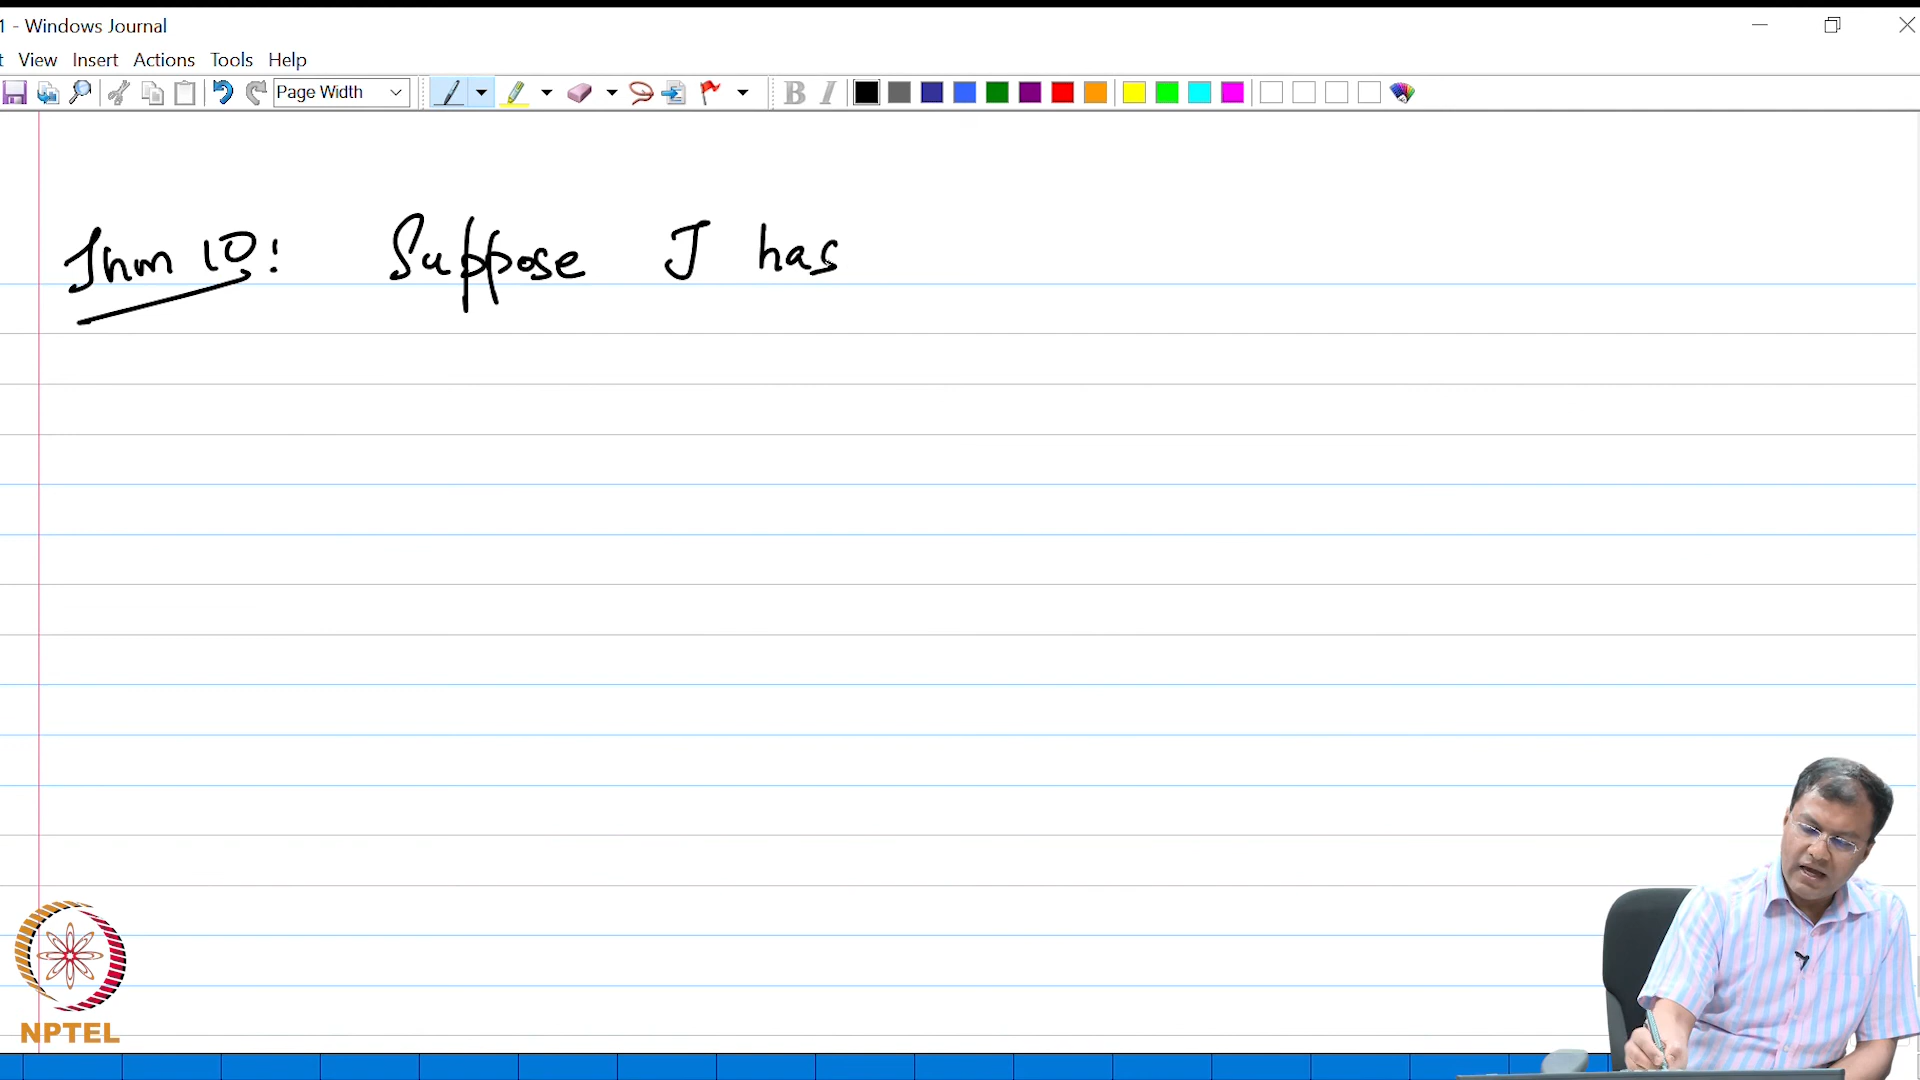 1 - Windows Journal
t View Insert Actions Tools Help
Page Width B I
Thm 10: Suppose J has
NPTEL